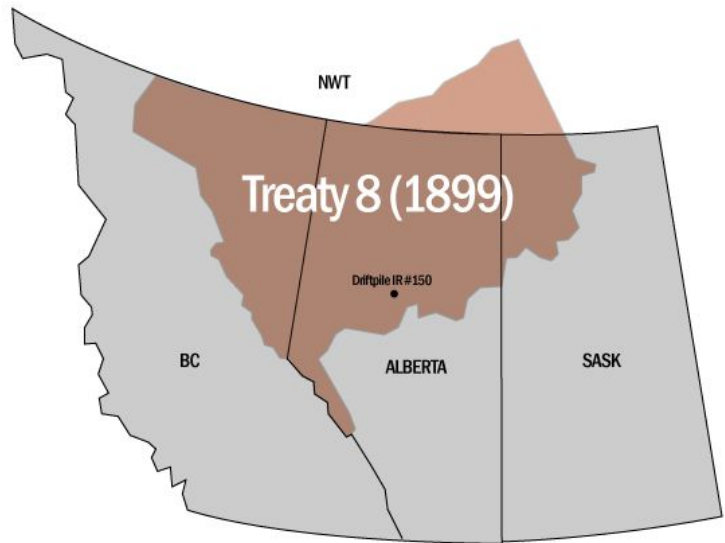 NWT
Treaty 8 (1899)
Driftpile IR #150
BC
ALBERTA
SASK